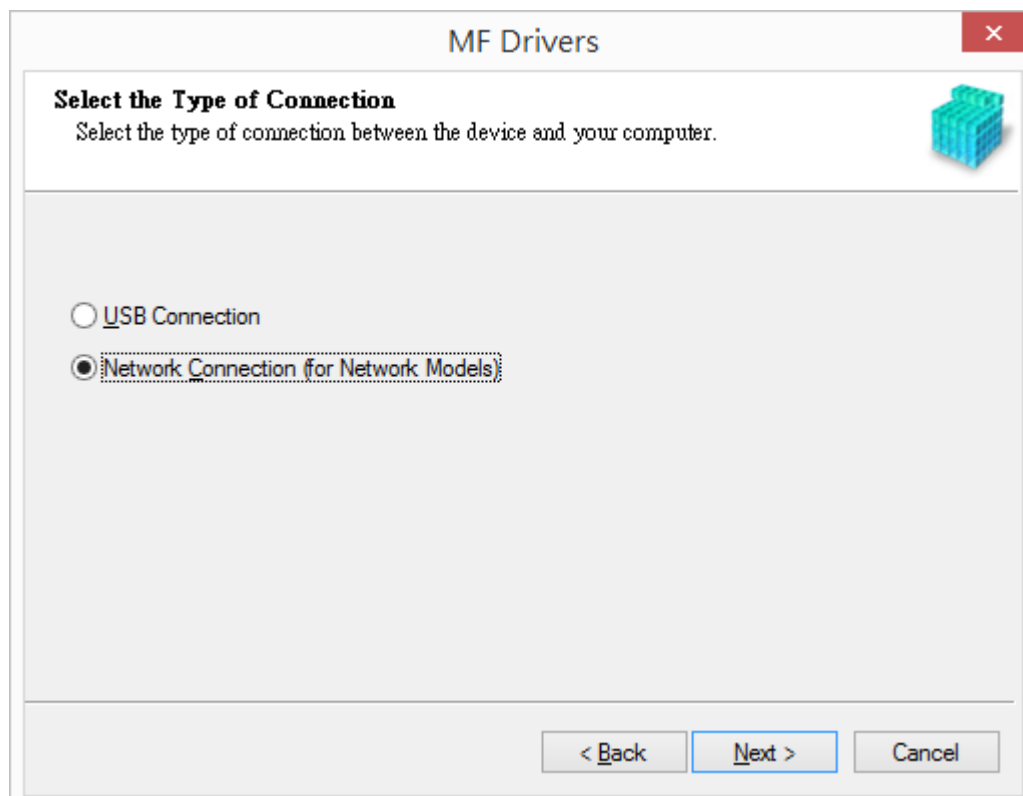 MF Drivers
Select the Type of Connection
Select the type of connection between the device and your computer.
USB Connection
Network Connection (for Network Models)
< Back Next > Cancel